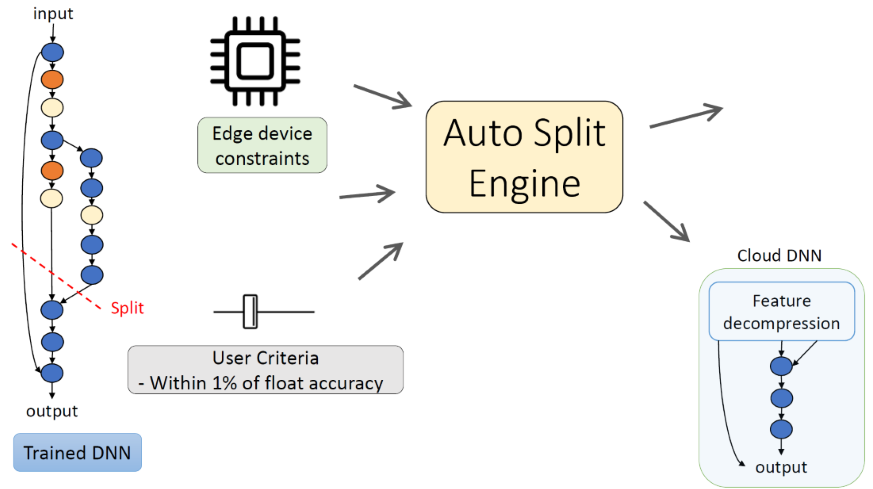 input
Split
output
Trained DNN
Edge device
constraints
User Criteria
- Within 1% of float accuracy
Auto Split
Engine
Cloud DNN
Feature
decompression
output